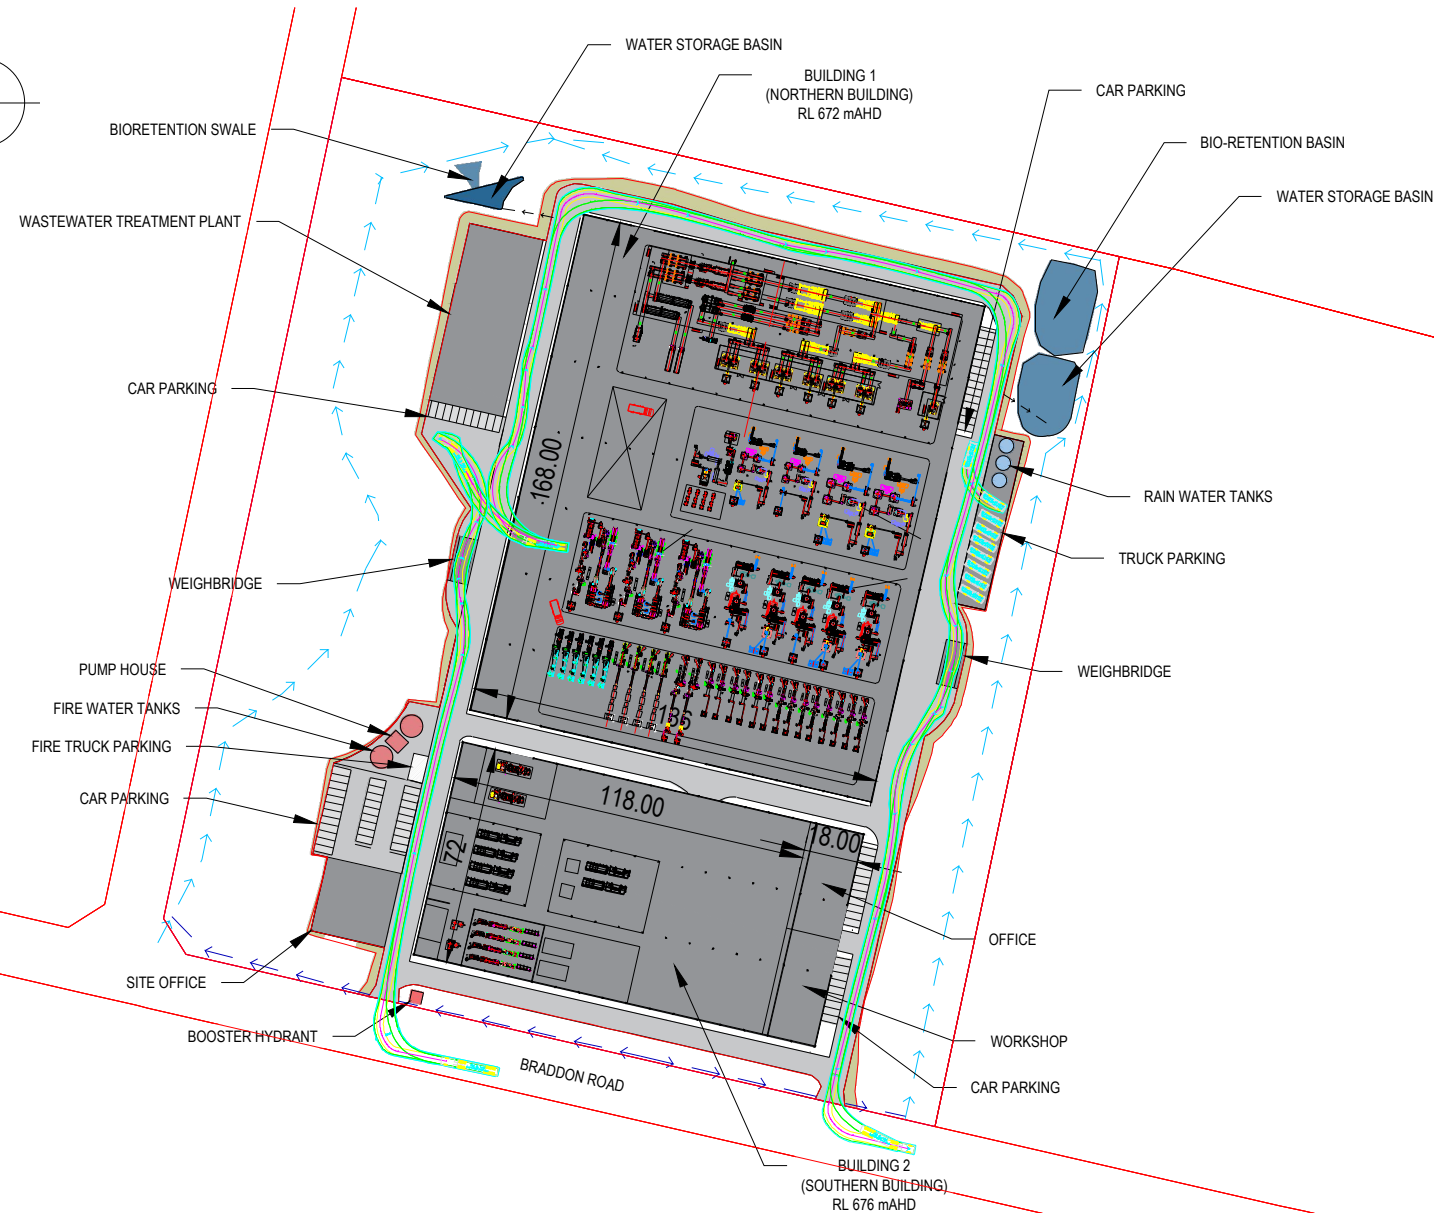 WATER STORAGE BASIN
BUILDING 1
(NORTHERN BUILDING)
RL 672 mAHD
CAR PARKING
BIORETENTION SWALE
BIO-RETENTION BASIN
WATER STORAGE BASIN
WASTEWATER TREATMENT PLANT
CAR PARKING
168.00
RAIN WATER TANKS
TRUCK PARKING
WEIGHBRIDGE
WEIGHBRIDGE
PUMP HOUSE
FIRE WATER TANKS
135
FIRE TRUCK PARKING
CAR PARKING
118.00
18.00
72
OFFICE
SITE OFFICE
BOOSTER HYDRANT
WORKSHOP
BRADDON ROAD
CAR PARKING
BUILDING 2
(SOUTHERN BUILDING)
RL 676 mAHD